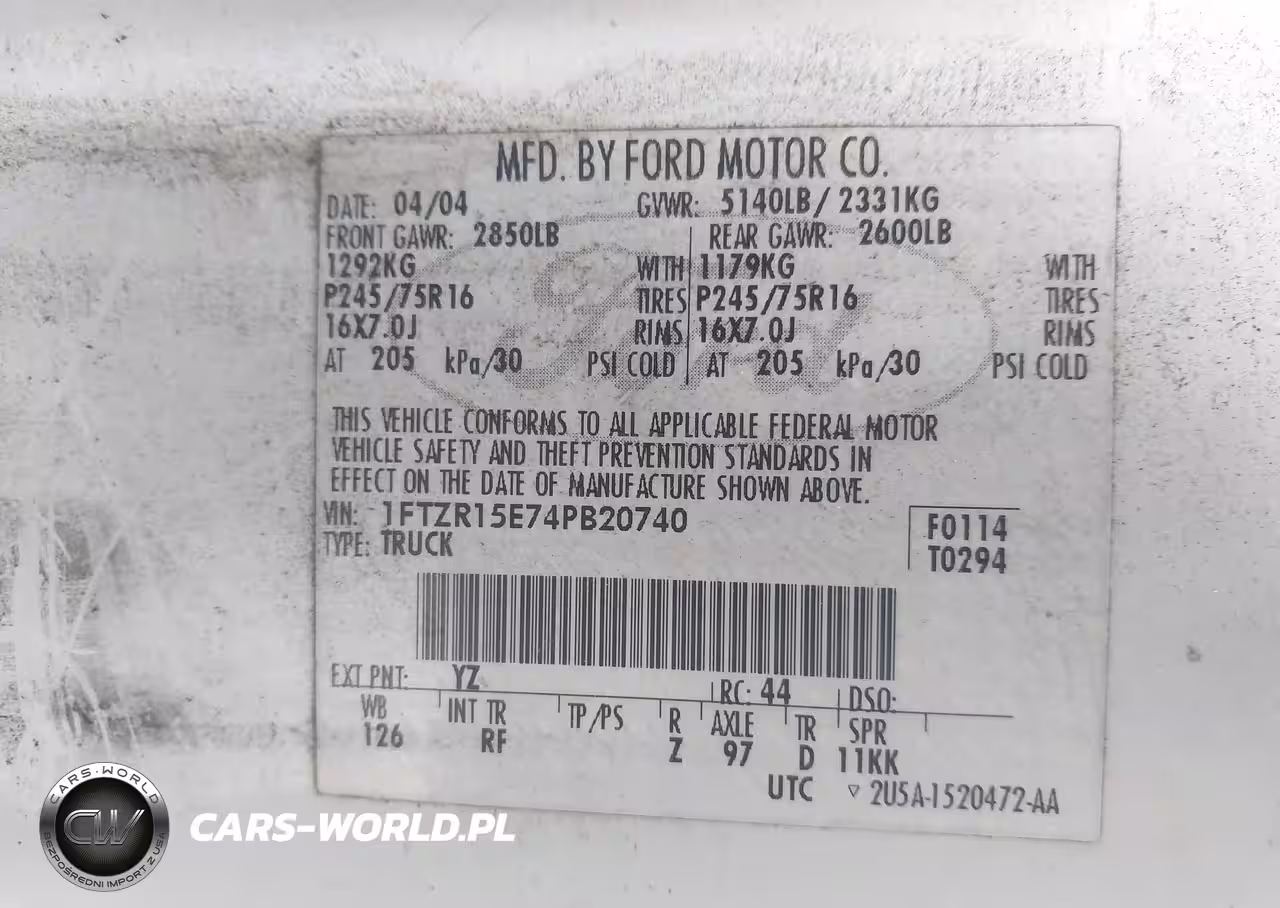 MFD. BY FORD MOTOR CO.
DATE: 04/04 GVWR: 5140LB/ 2331KG
FRONT GAWR: 2850LB REAR GAWR: 2600LB
1292KG WITH 1179KG WITH
P245/75R16 TIRES P245/75R16 TIRES
16X7.0J RIMS 16X7.0J RIMS
AT 205 kPa/30 PSI COLD AT 205 kPa/30 PSI COLD
THIS VEHICLE CONFORMS TO ALL APPLICABLE FEDERAL MOTOR
VEHICLE SAFETY AND THEFT PREVENTION STANDARDS IN
EFFECT ON THE DATE OF MANUFACTURE SHOWN ABOVE.
VIN: 1FTZR15E74PB20740 F0114
TYPE: TRUCK T0294
EXT PNT: YZ RC: 44 DSO:
WB INT TR TP/PS R AXLE TR SPR
126 RF Z 97 D 11KK
UTC ▽ 2U5A-1520472-AA
CARS-WORLD
CW
BEZPOŚREDNI IMPORT Z USA
CARS-WORLD.PL